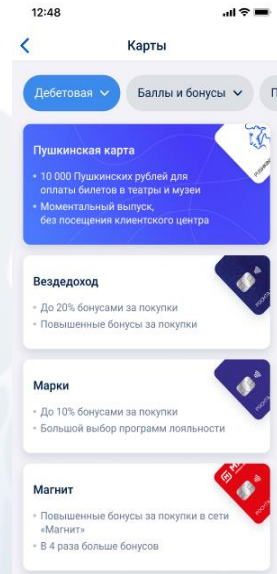 12:48
Карты
Дебетовая
Баллы и бонусы
П
Пушкинская карта
• 10 000 Пушкинских рублей для
оплаты билетов в театры и музеи
• Моментальный выпуск,
без посещения клиентского центра
Вездедоход
• До 20% бонусами за покупки
• Повышенные бонусы за покупки
Марки
• До 10% бонусами за покупки
• Большой выбор программ лояльности
Магнит
• Повышенные бонусы за покупки в сети
«Магнит»
• В 4 раза больше бонусов